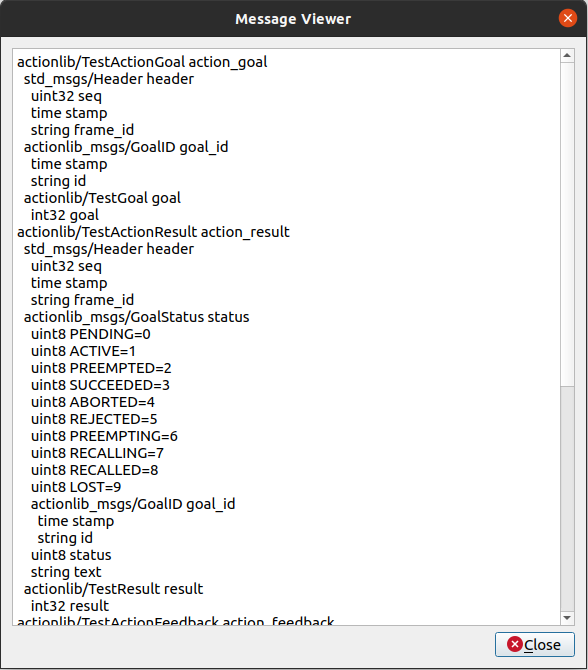 Message Viewer
actionlib/TestActionGoal action_goal
std_msgs/Header header
uint32 seq
time stamp
string frame_id
actionlib_msgs/GoalID goal_id
time stamp
string id
actionlib/TestGoal goal
int32 goal
actionlib/TestActionResult action_result
std_msgs/Header header
uint32 seq
time stamp
string frame_id
actionlib_msgs/GoalStatus status
uint8 PENDING=0
uint8 ACTIVE=1
uint8 PREEMPTED=2
uint8 SUCCEEDED=3
uint8 ABORTED=4
uint8 REJECTED=5
uint8 PREEMPTING=6
uint8 RECALLING=7
uint8 RECALLED=8
uint8 LOST=9
actionlib_msgs/GoalID goal_id
time stamp
string id
uint8 status
string text
actionlib/TestResult result
int32 result
actionlib/TestActionFeedback action_feedback
Close